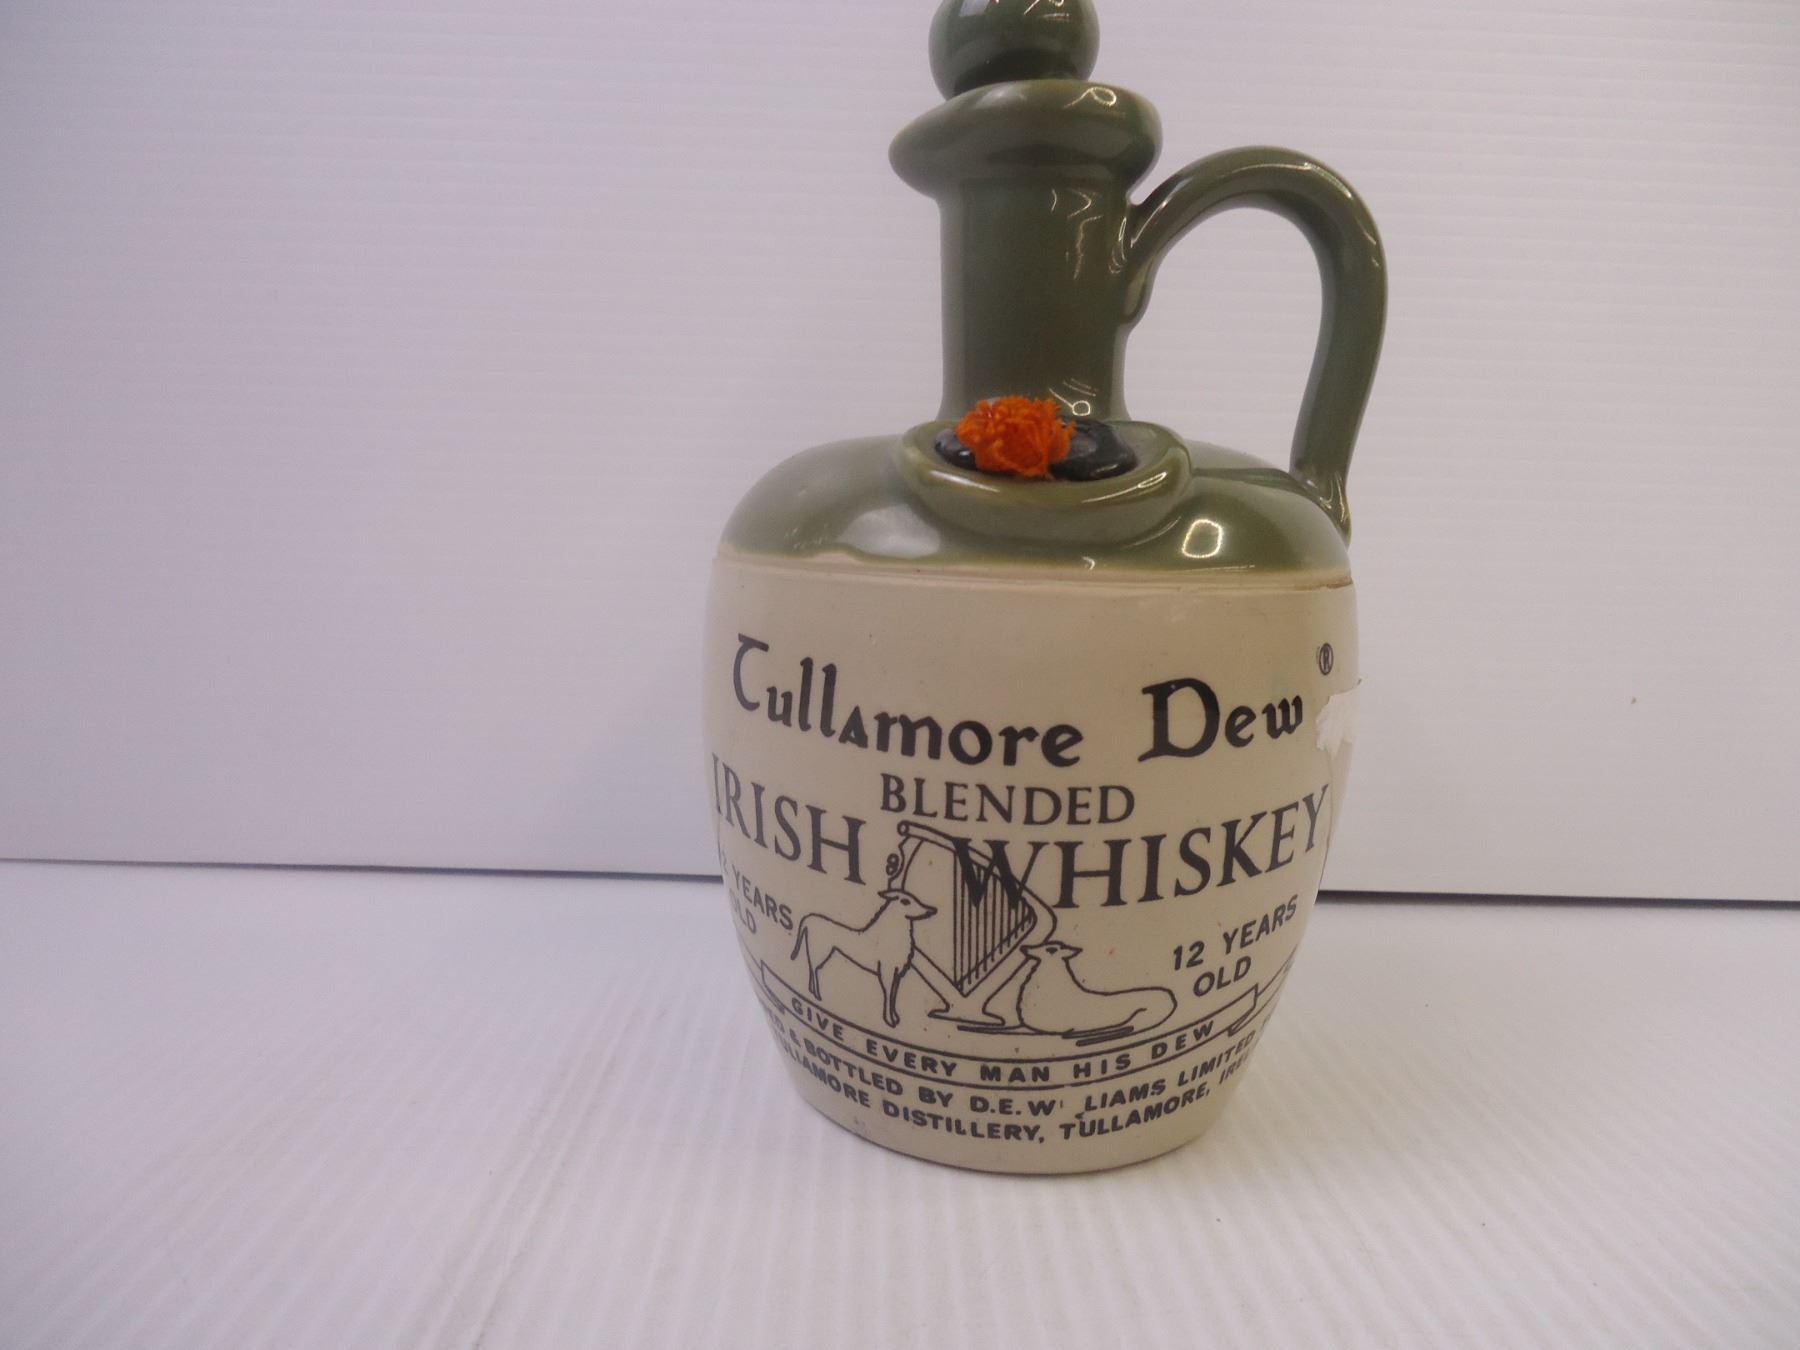 Tullamore Dew ®
BLENDED
IRISH WHISKEY
YEARS 12 YEARS
OLD OLD
GIVE EVERY MAN HIS DEW
& BOTTLED BY D.E.W LIAMS LIMITED
TULLAMORE DISTILLERY, TULLAMORE,